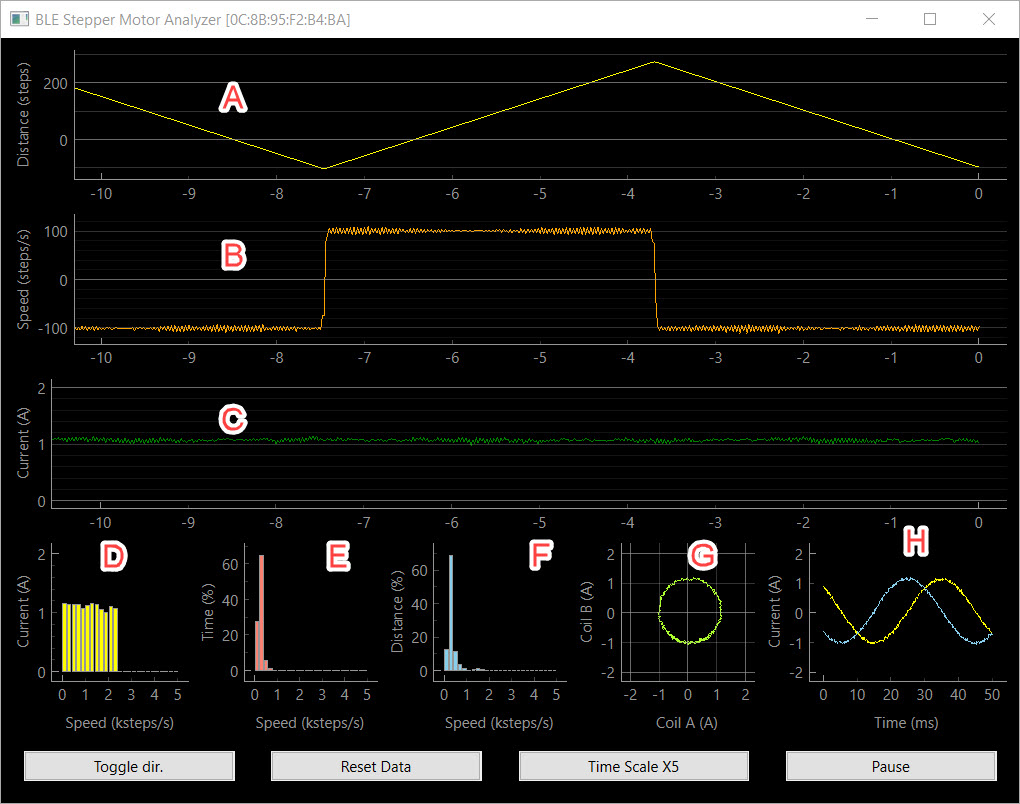 BLE Stepper Motor Analyzer [0C:8B:95:F2:B4:BA]
Distance (steps)
200
0
A
-10 -9 -8 -7 -6 -5 -4 -3 -2 -1 0
Speed (steps/s)
100
0
-100
B
-10 -9 -8 -7 -6 -5 -4 -3 -2 -1 0
Current (A)
2
1
0
C
-10 -9 -8 -7 -6 -5 -4 -3 -2 -1 0
D
Current (A)
2
1
0
0 1 2 3 4 5
Speed (ksteps/s)
E
Time (%)
60
40
20
0
0 1 2 3 4 5
Speed (ksteps/s)
F
Distance (%)
60
40
20
0
0 1 2 3 4 5
Speed (ksteps/s)
G
Coil B (A)
2
1
0
-1
-2
-2 -1 0 1 2
Coil A (A)
H
Current (A)
2
1
0
-1
-2
0 10 20 30 40 50
Time (ms)
Toggle dir. Reset Data Time Scale X5 Pause